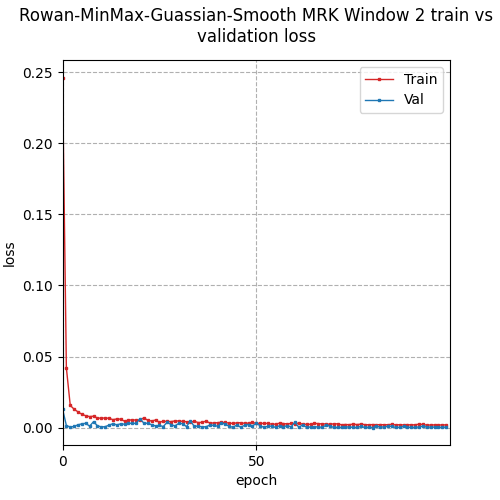 Rowan-MinMax-Guassian-Smooth MRK Window 2 train vs
validation loss
0.25
Train
Val
0.20
0.15
loss
0.10
0.05
0.00
0
50
epoch